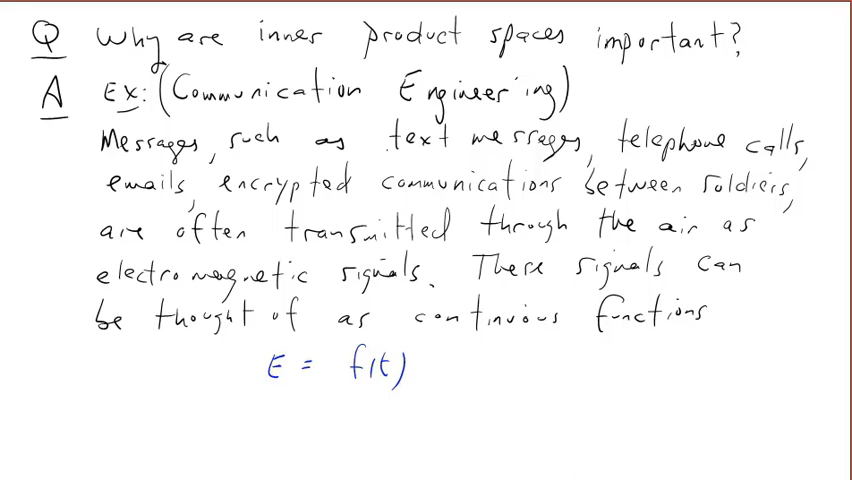 Q Why are inner product spaces important?
A Ex: (Communication Engineering)
Messages, such as text messages, telephone calls,
emails, encrypted communications between soldiers,
are often transmitted through the air as
electromagnetic signals. These signals can
be thought of as continuous functions
E = f(t)